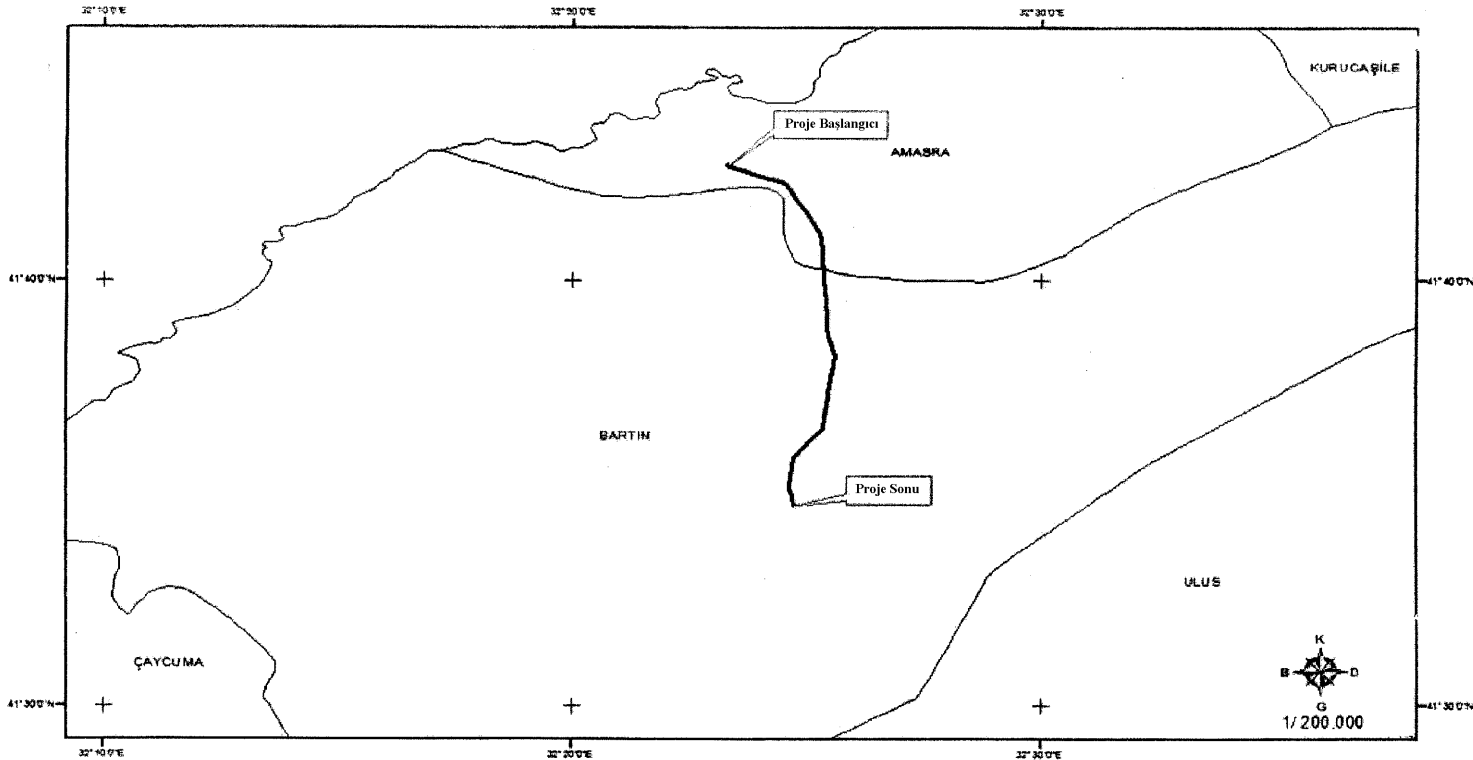 32°10'0"E
32°20'0"E
32°30'0"E
KURUCAŞİLE
Proje Başlangıcı
AMASRA
41°40'0"N
41°40'0"N
BARTIN
Proje Sonu
ULUS
ÇAYCUMA
K
B
D
G
1/200.000
41°30'0"N
41°30'0"N
32°10'0"E
32°20'0"E
32°30'0"E